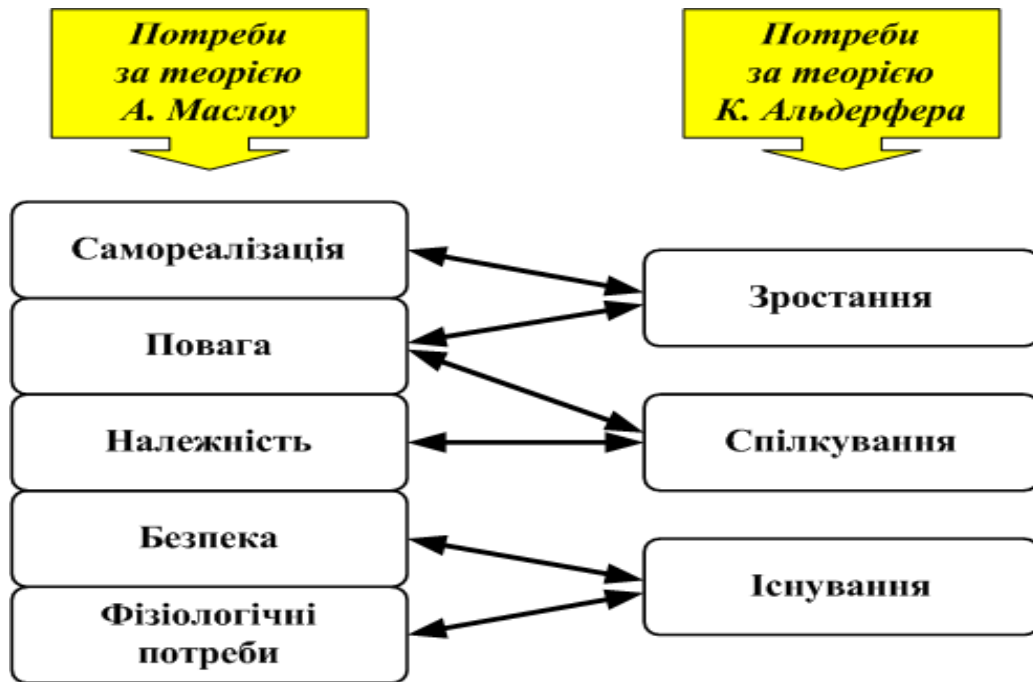 Потреби
за теорією
А. Маслоу
Потреби
за теорією
К. Альдерфера
Самореалізація
Повага
Належність
Безпека
Фізіологічні
потреби
Зростання
Спілкування
Існування